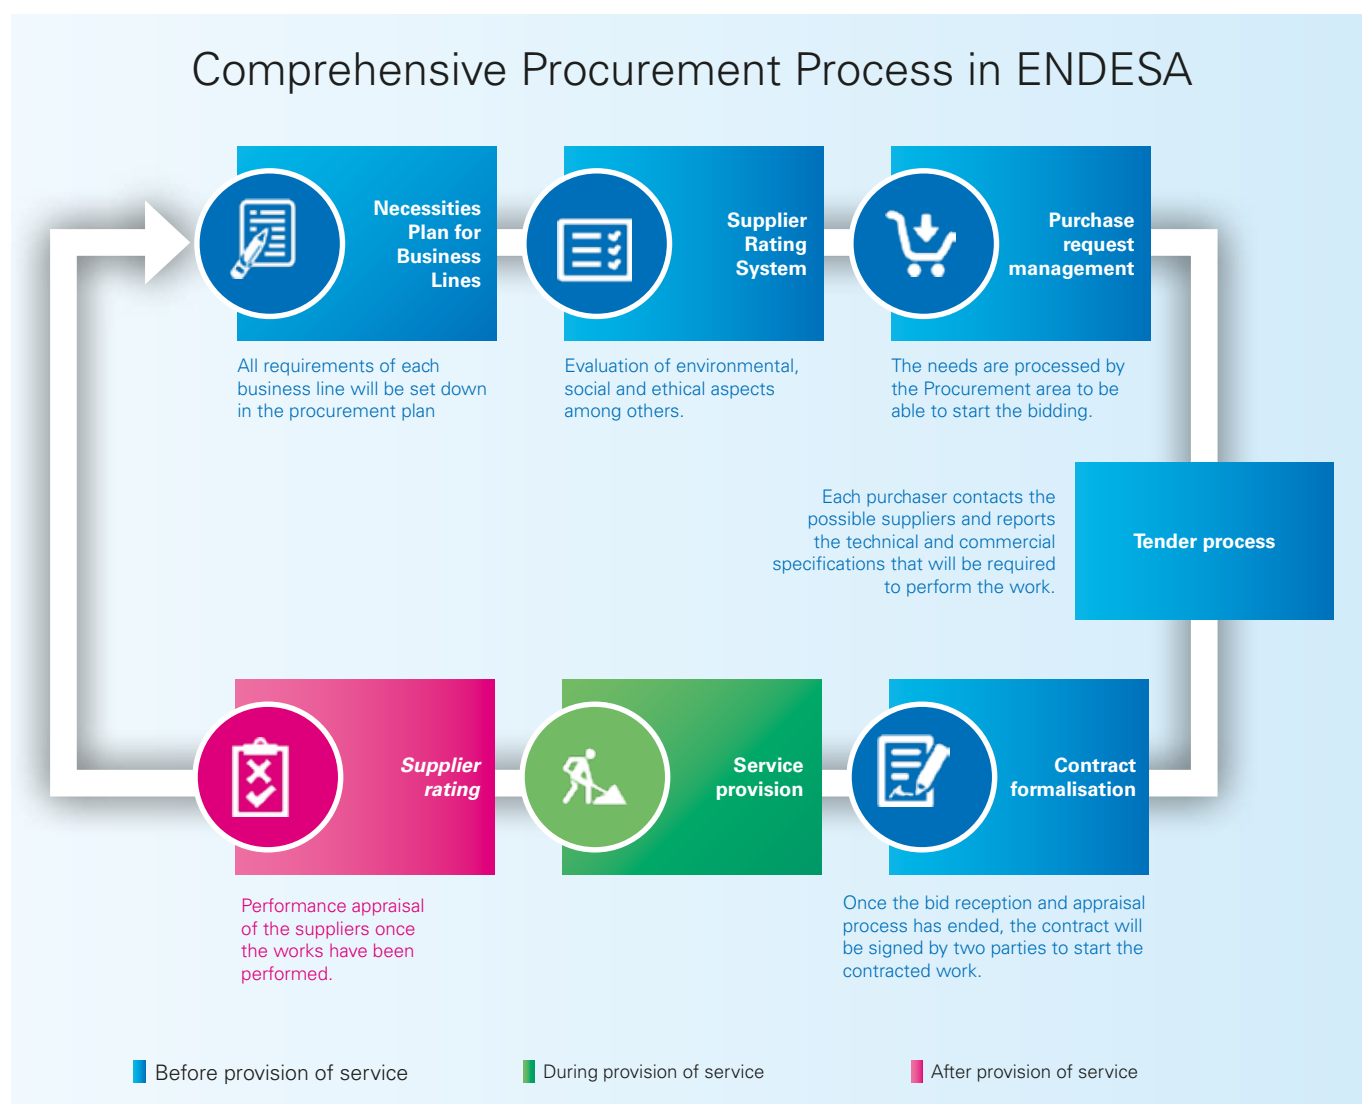 Comprehensive Procurement Process in ENDESA
Necessities
Plan for
Business
Lines
All requirements of each
business line will be set down
in the procurement plan
Supplier
Rating
System
Evaluation of environmental,
social and ethical aspects
among others.
Purchase
request
management
The needs are processed by
the Procurement area to be
able to start the bidding.
Tender process
Each purchaser contacts the
possible suppliers and reports
the technical and commercial
specifications that will be required
to perform the work.
Contract
formalisation
Once the bid reception and appraisal
process has ended, the contract will
be signed by two parties to start the
contracted work.
Service
provision
Supplier
rating
Performance appraisal
of the suppliers once
the works have been
performed.
Before provision of service
During provision of service
After provision of service